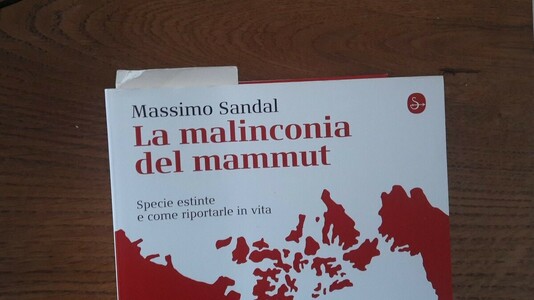 Massimo Sandal
La malinconia
del mammut
Specie estinte
e come riportarle in vita